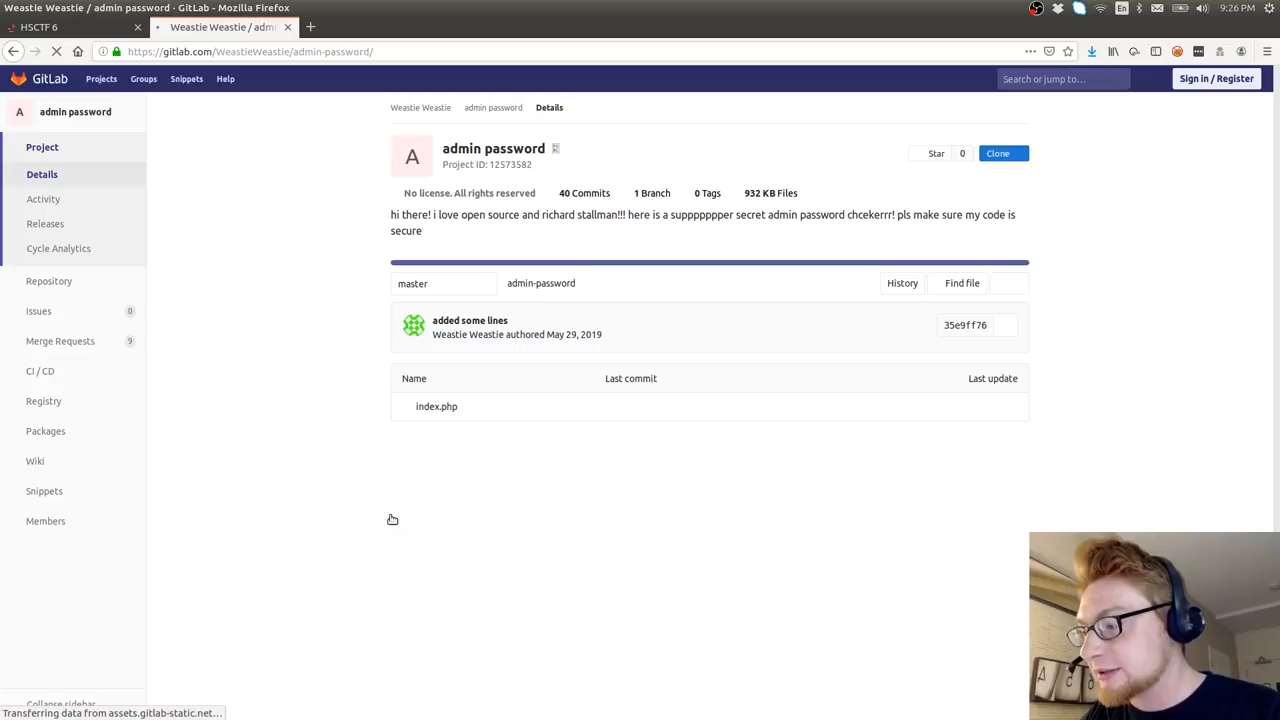 Weastie Weastie / admin password · GitLab - Mozilla Firefox
En 9:26 PM
HSCTF 6
Weastie Weastie / adm
https://gitlab.com/WeastieWeastie/admin-password/
GitLab Projects Groups Snippets Help Search or jump to… Sign in / Register
A admin password
Project
Details
Activity
Releases
Cycle Analytics
Repository
Issues 0
Merge Requests 9
CI / CD
Registry
Packages
Wiki
Snippets
Members
Collapse sidebar
Weastie Weastie admin password Details
A admin password
Project ID: 12573582
Star 0 Clone
No license. All rights reserved 40 Commits 1 Branch 0 Tags 932 KB Files
hi there! i love open source and richard stallman!!! here is a suppppppper secret admin password chcekerrr! pls make sure my code is
secure
master admin-password History Find file
added some lines
Weastie Weastie authored May 29, 2019
35e9ff76
Name Last commit Last update
index.php
Transferring data from assets.gitlab-static.net…